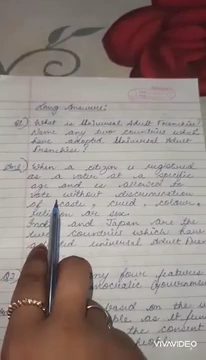 Long Answers:
Q1) What is Universal Adult Franchise?
Name any two countries which
have adopted Universal Adult
Franchise?
Ans) When a citizen is registered
as a voter at a specific
age and is allowed to
vote without discrimination
of caste, creed, colour,
religion or sex.
India and Japan are the
two countries which have
adopted universal Adult
Q2 any four features
democratic government
based on the
as it
the consent
VIVAVIDEO